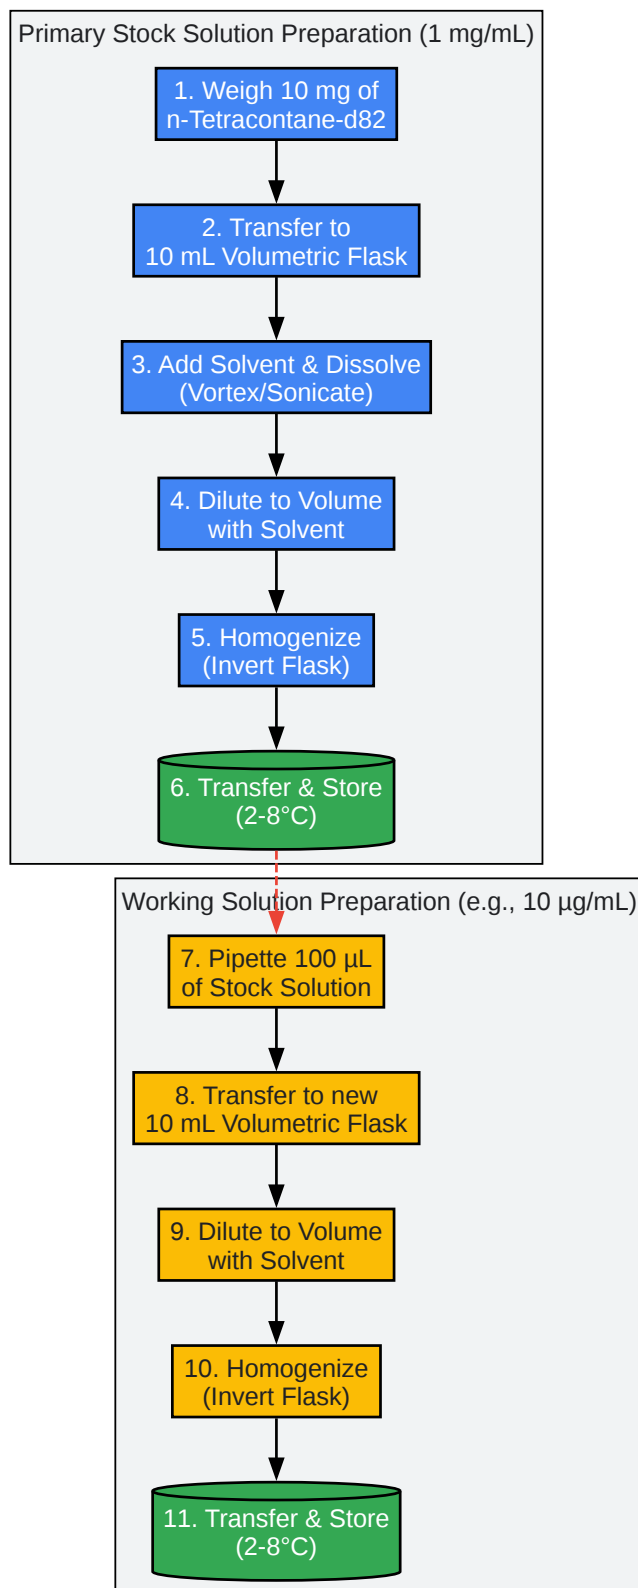 Primary Stock Solution Preparation (1 mg/mL)
1. Weigh 10 mg of
n-Tetracontane-d82
2. Transfer to
10 mL Volumetric Flask
3. Add Solvent & Dissolve
(Vortex/Sonicate)
4. Dilute to Volume
with Solvent
5. Homogenize
(Invert Flask)
6. Transfer & Store
(2-8°C)
Working Solution Preparation (e.g., 10 µg/mL)
7. Pipette 100 µL
of Stock Solution
8. Transfer to new
10 mL Volumetric Flask
9. Dilute to Volume
with Solvent
10. Homogenize
(Invert Flask)
11. Transfer & Store
(2-8°C)